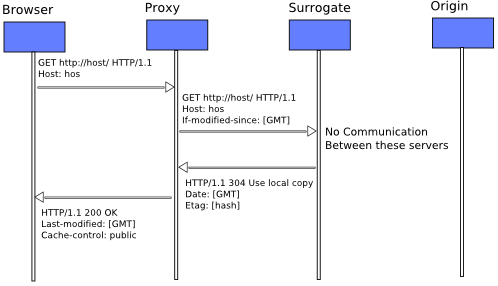 Browser
Proxy
Surrogate
Origin
GET http://host/ HTTP/1.1
Host: hos
GET http://host/ HTTP/1.1
Host: hos
If-modified-since: [GMT]
No Communication
Between these servers
HTTP/1.1 304 Use local copy
Date: [GMT]
Etag: [hash]
HTTP/1.1 200 OK
Last-modified: [GMT]
Cache-control: public